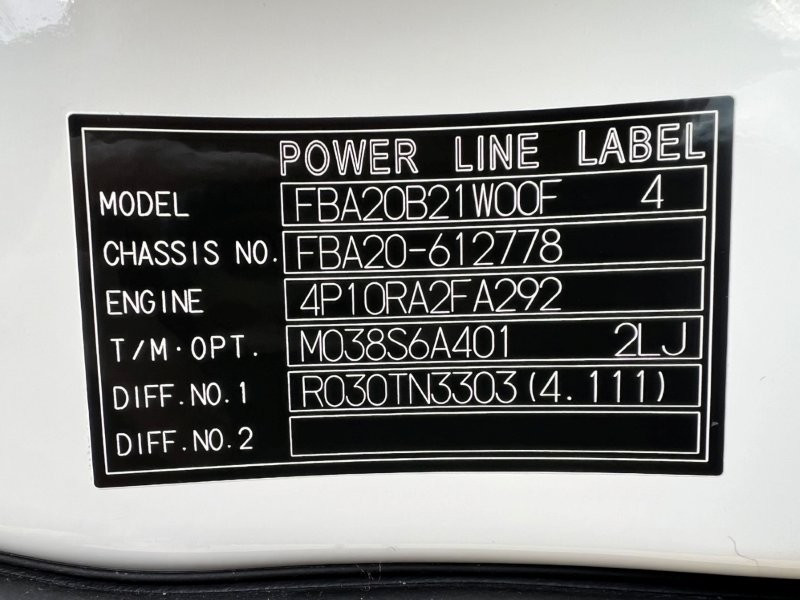 POWER LINE LABEL
MODEL FBA20B21W00F 4
CHASSIS NO. FBA20-612778
ENGINE 4P10RA2FA292
T/M·OPT. M038S6A401 2LJ
DIFF.NO.1 R030TN3303(4.111)
DIFF.NO.2